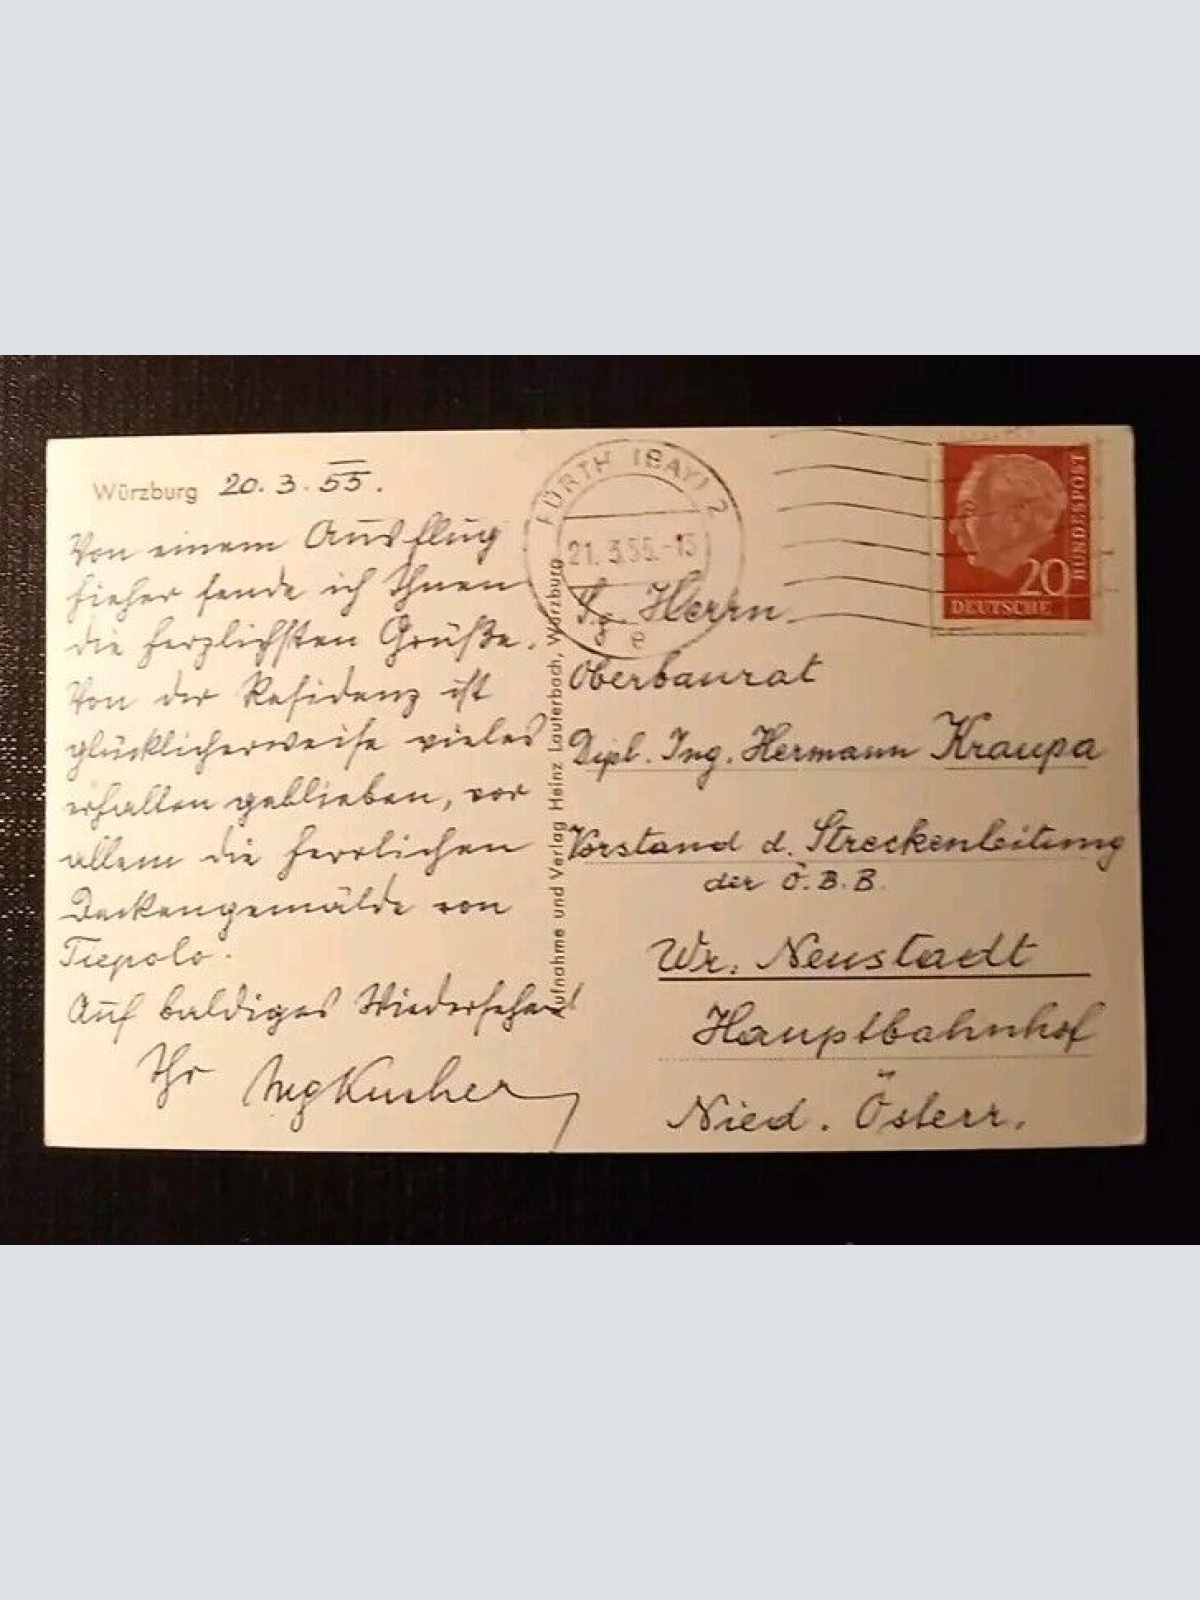 Würzburg 20.3.55.
Von einem Ausflug
hieher sende ich Ihnen
die herzlichsten Grüße.
Von der Residenz ist
glücklicherweise vieles
erhalten geblieben, vor
allem die herrlichen
Deckengemälde von
Tiepolo.
Auf baldiges Wiedersehen!
Ihr Ing
Aufnahme und Verlag Heinz Lauterbach, Würzburg
FÜRTH (BAY) 2
21. 3.55.-13
e
20
DEUTSCHE
BUNDESPOST
S.g. Herrn
Oberbaurat
Dipl. Ing. Hermann Kraupa
Vorstand d. Streckenleitung
der Ö.B.B.
Wr. Neustadt
Hauptbahnhof
Nied. Österr.